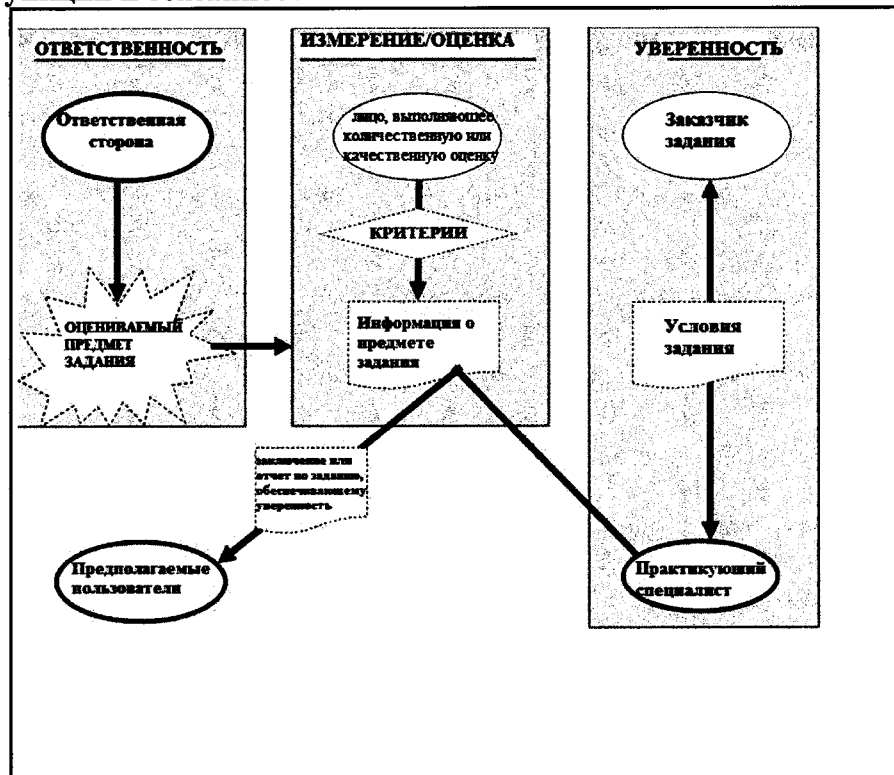 ОТВЕТСТВЕННОСТЬ
Ответственная
сторона
ОЦЕНИВАЕМЫЙ
ПРЕДМЕТ
ЗАДАНИЯ
ИЗМЕРЕНИЕ/ОЦЕНКА
лицо, выполняющее
количественную или
качественную оценку
КРИТЕРИИ
Информация о
предмете
задания
УВЕРЕННОСТЬ
Заказчик
задания
Условия
задания
Практикующий
специалист
заключение или
отчет по заданию,
обеспечивающему
уверенность
Предполагаемые
пользователи